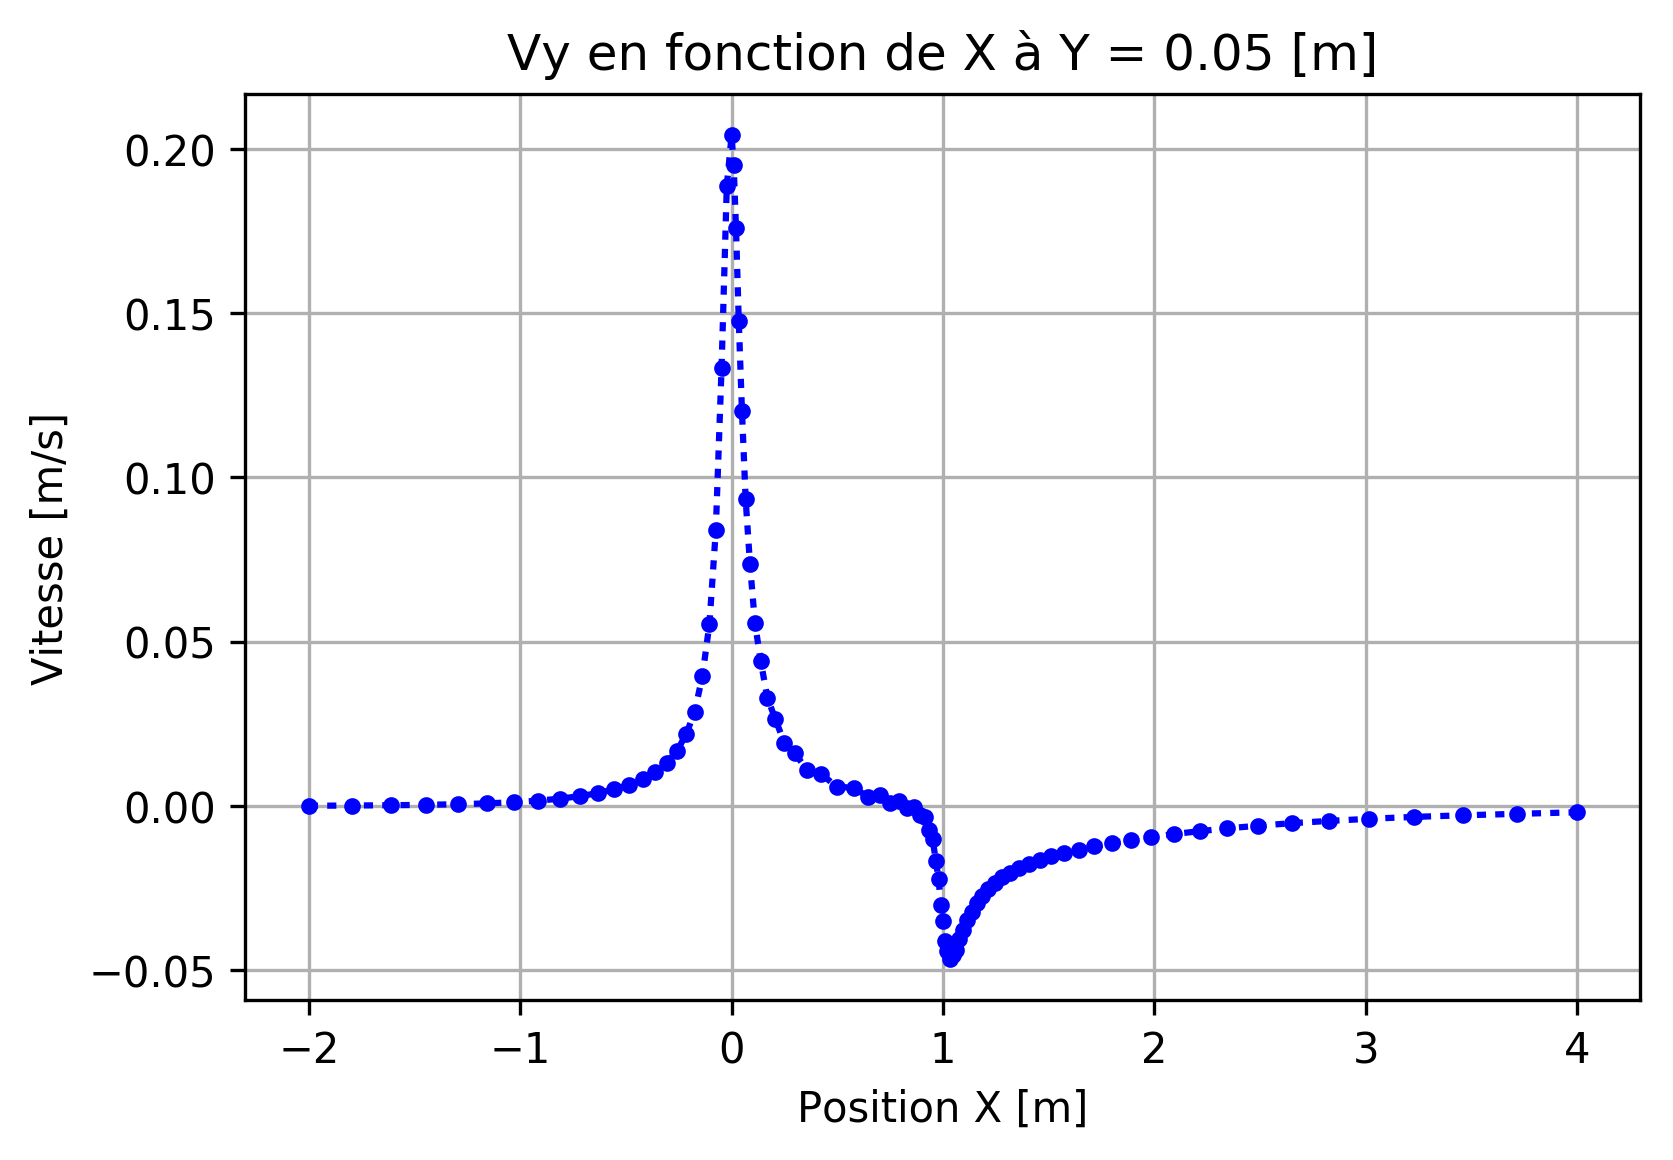 Vy en fonction de X à Y = 0.05 [m]
0.20
0.15
0.10
0.05
0.00
−0.05
Vitesse [m/s]
−2 −1 0 1 2 3 4
Position X [m]